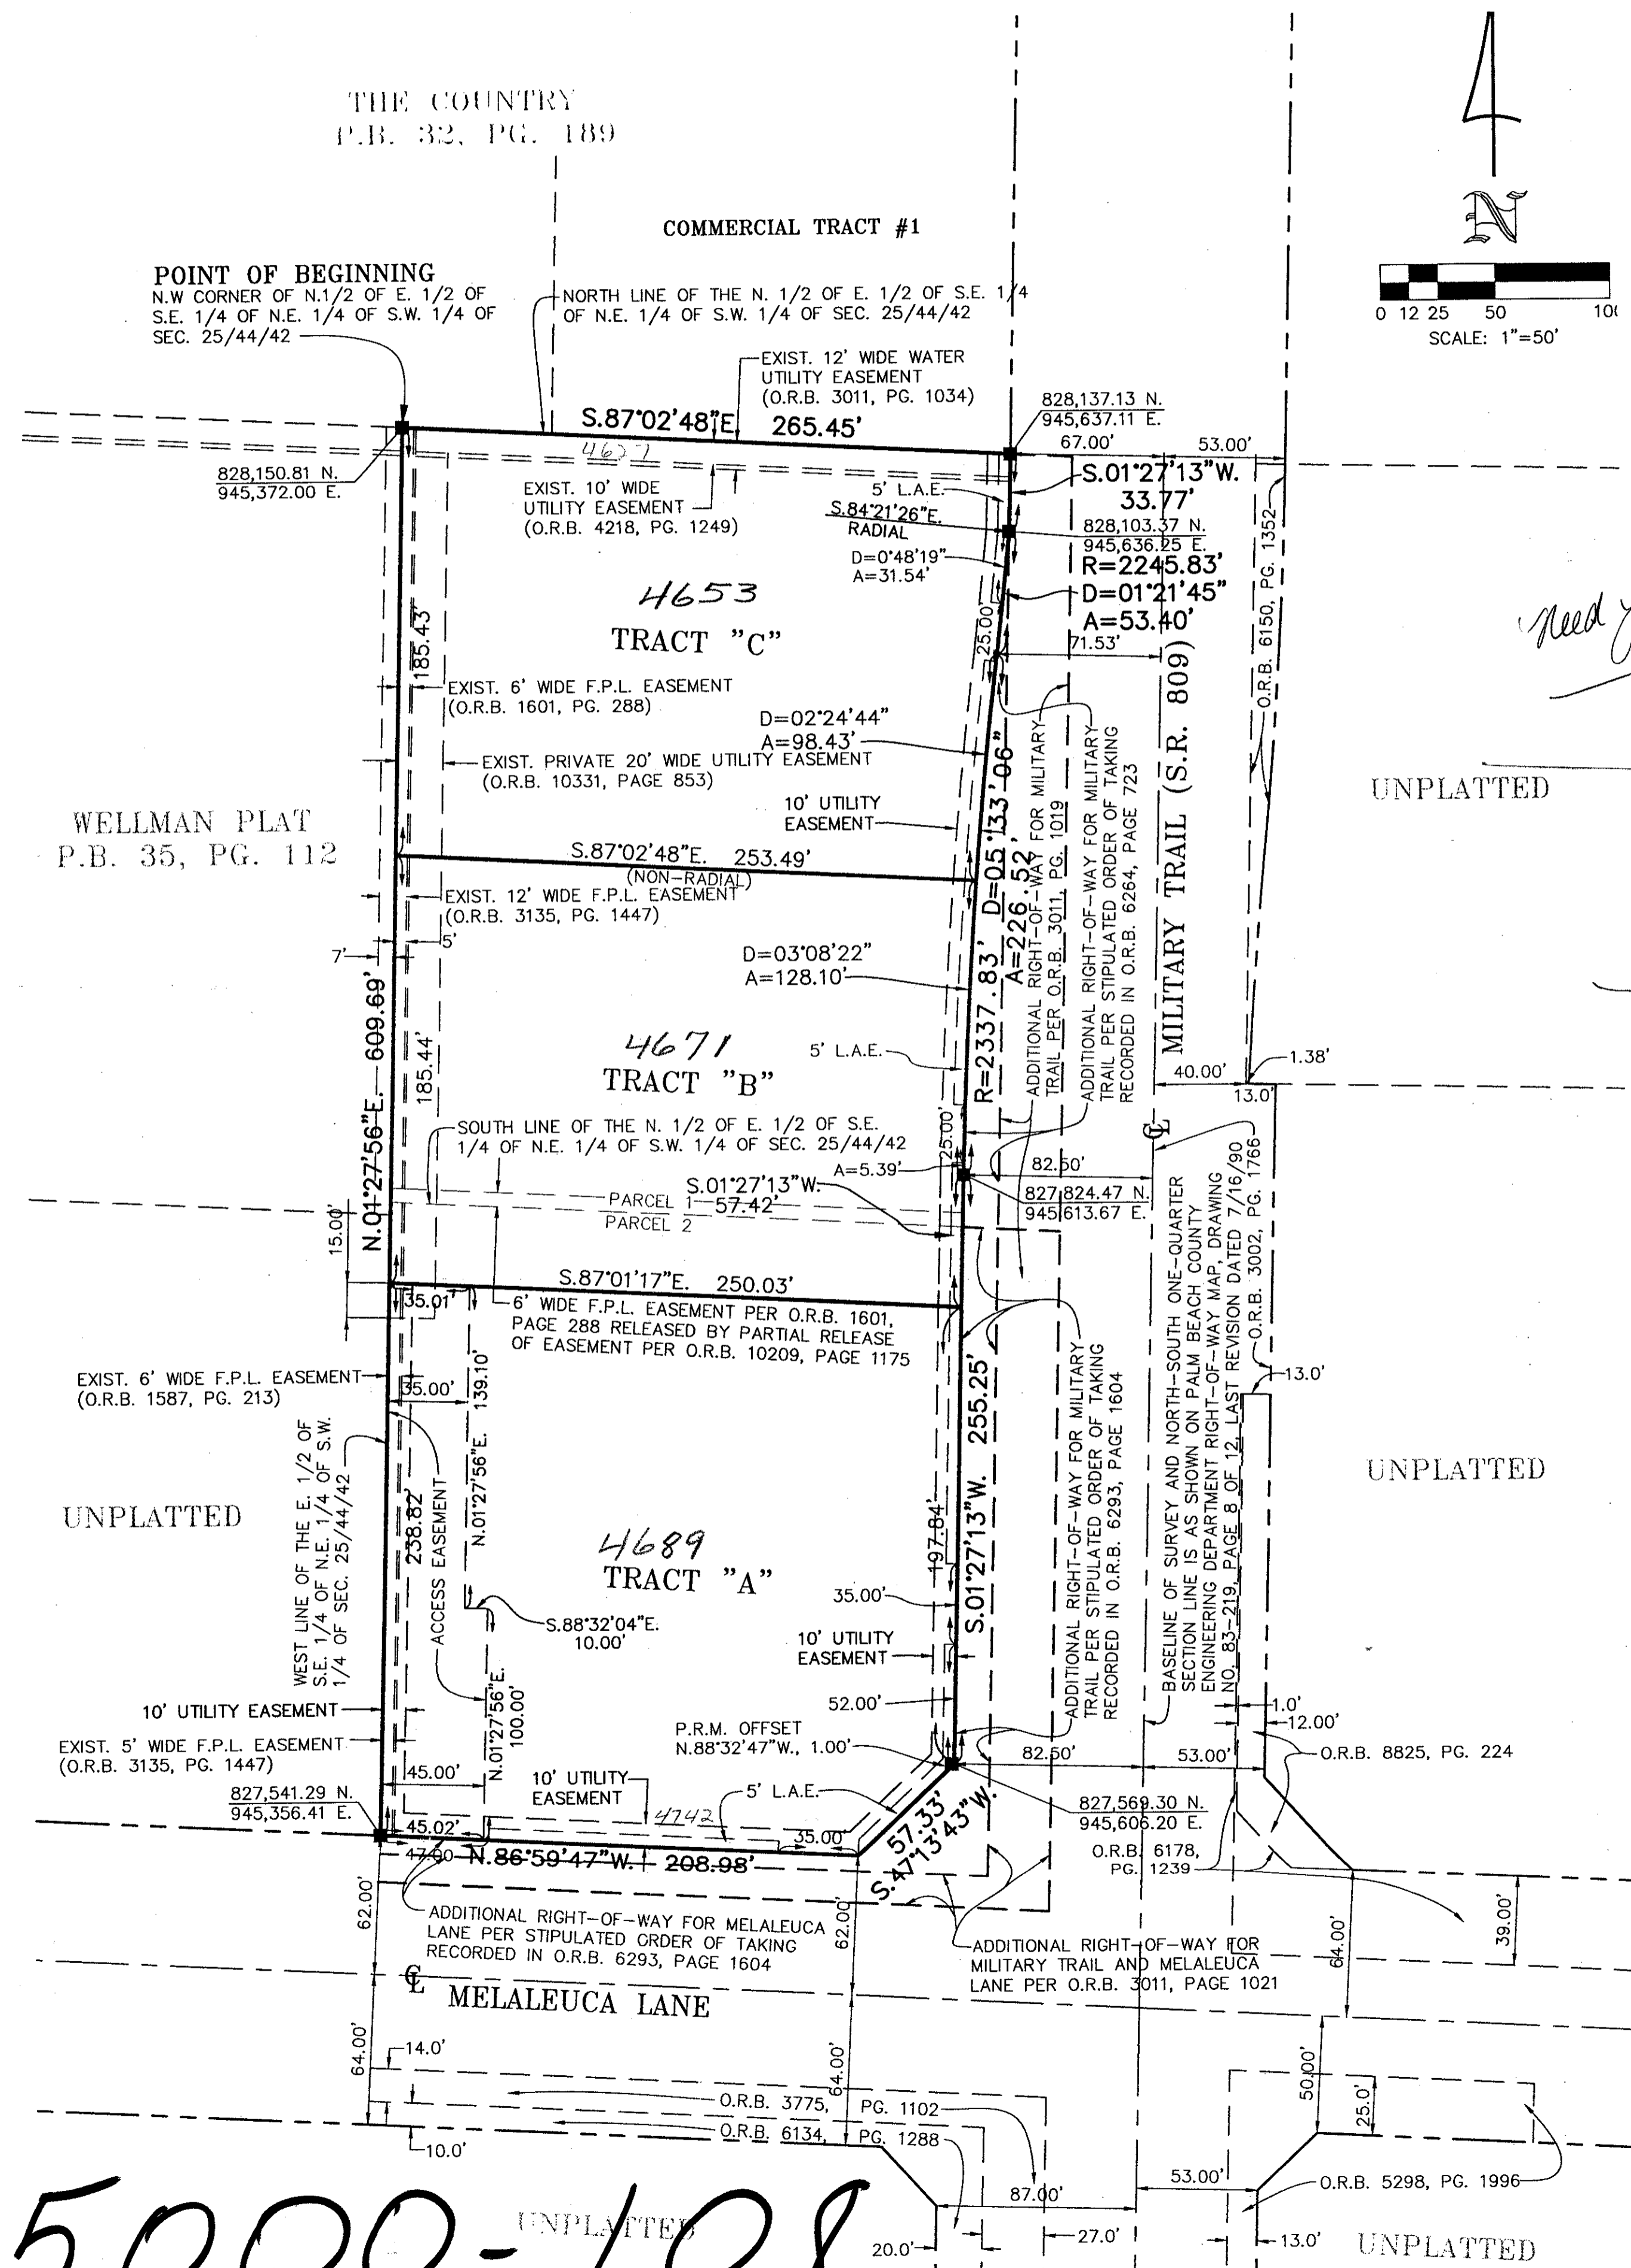 THE COUNTRY
P.B. 32, PG. 189
COMMERCIAL TRACT #1
N
0 12 25 50
SCALE: 1"=50'
POINT OF BEGINNING
N.W CORNER OF N.1/2 OF E. 1/2 OF
S.E. 1/4 OF N.E. 1/4 OF S.W. 1/4 OF
SEC. 25/44/42
NORTH LINE OF THE N. 1/2 OF E. 1/2 OF S.E. 1/4
OF N.E. 1/4 OF S.W. 1/4 OF SEC. 25/44/42
EXIST. 12' WIDE WATER
UTILITY EASEMENT
(O.R.B. 3011, PG. 1034)
S.87°02'48"E 265.45'
828,137.13 N.
945,637.11 E.
67.00' 53.00'
828,150.81 N.
945,372.00 E.
4627
EXIST. 10' WIDE
UTILITY EASEMENT
(O.R.B. 4218, PG. 1249)
5' L.A.E.
S.84°21'26"E.
RADIAL
D=0°48'19"
A=31.54'
S.01°27'13"W.
33.77'
828,103.37 N.
945,636.25 E.
R=2245.83'
D=01°21'45"
A=53.40'
71.53'
25.00'
O.R.B. 6150, PG. 1352
need
4653
TRACT "C"
185.43'
EXIST. 6' WIDE F.P.L. EASEMENT
(O.R.B. 1601, PG. 288)
D=02°24'44"
A=98.43'
EXIST. PRIVATE 20' WIDE UTILITY EASEMENT
(O.R.B. 10331, PAGE 853)
10' UTILITY
EASEMENT
UNPLATTED
WELLMAN PLAT
P.B. 35, PG. 112
S.87°02'48"E. 253.49'
(NON-RADIAL)
EXIST. 12' WIDE F.P.L. EASEMENT
(O.R.B. 3135, PG. 1447)
7' 5'
D=03°08'22"
A=128.10'
R=2337.83' D=05°33'06"
A=226.52'
ADDITIONAL RIGHT-OF-WAY FOR MILITARY
TRAIL PER O.R.B. 3011, PG. 1019
ADDITIONAL RIGHT-OF-WAY FOR MILITARY
TRAIL PER STIPULATED ORDER OF TAKING
RECORDED IN O.R.B. 6264, PAGE 723
MILITARY TRAIL (S.R. 809)
N.01°27'56"E. 609.69'
185.44'
4671
TRACT "B"
5' L.A.E.
1.38'
40.00'
13.0'
SOUTH LINE OF THE N. 1/2 OF E. 1/2 OF S.E.
1/4 OF N.E. 1/4 OF S.W. 1/4 OF SEC. 25/44/42
25.00'
A=5.39'
82.50'
827,824.47 N.
945,613.67 E.
S.01°27'13"W.
57.42'
PARCEL 1
PARCEL 2
15.00'
S.87°01'17"E. 250.03'
35.01'
6' WIDE F.P.L. EASEMENT PER O.R.B. 1601,
PAGE 288 RELEASED BY PARTIAL RELEASE
OF EASEMENT PER O.R.B. 10209, PAGE 1175
EXIST. 6' WIDE F.P.L. EASEMENT
(O.R.B. 1587, PG. 213)
35.00'
N.01°27'56"E. 139.10'
S.01°27'13"W. 255.25'
ADDITIONAL RIGHT-OF-WAY FOR MILITARY
TRAIL PER STIPULATED ORDER OF TAKING
RECORDED IN O.R.B. 6293, PAGE 1604
BASELINE OF SURVEY AND NORTH-SOUTH ONE-QUARTER
SECTION LINE IS AS SHOWN ON PALM BEACH COUNTY
ENGINEERING DEPARTMENT RIGHT-OF-WAY MAP, DRAWING
NO. 83-219, PAGE 8 OF 12, LAST REVISION DATED 7/16/90
O.R.B. 3002, PG. 1766
13.0'
UNPLATTED
UNPLATTED
WEST LINE OF THE E. 1/2 OF
S.E. 1/4 OF N.E. 1/4 OF S.W.
1/4 OF SEC. 25/44/42
238.82'
ACCESS EASEMENT
4689
TRACT "A"
197.84'
S.88°32'04"E.
10.00'
35.00'
10' UTILITY
EASEMENT
ADDITIONAL RIGHT-OF-WAY FOR MILITARY
TRAIL PER STIPULATED ORDER OF TAKING
RECORDED IN O.R.B. 6293, PAGE 1604
N.01°27'56"E.
100.00'
10' UTILITY EASEMENT
52.00'
P.R.M. OFFSET
N.88°32'47"W., 1.00'
EXIST. 5' WIDE F.P.L. EASEMENT
(O.R.B. 3135, PG. 1447)
45.00'
82.50' 53.00'
1.0'
12.00'
O.R.B. 8825, PG. 224
10' UTILITY
EASEMENT
5' L.A.E.
827,541.29 N.
945,356.41 E.
4742
827,569.30 N.
945,606.20 E.
45.02'
35.00'
57.33'
S.47°13'43"W.
47.00
N.86°59'47"W. 208.98'
O.R.B. 6178,
PG. 1239
62.00'
62.00'
ADDITIONAL RIGHT-OF-WAY FOR MELALEUCA
LANE PER STIPULATED ORDER OF TAKING
RECORDED IN O.R.B. 6293, PAGE 1604
ADDITIONAL RIGHT-OF-WAY FOR
MILITARY TRAIL AND MELALEUCA
LANE PER O.R.B. 3011, PAGE 1021
64.00'
39.00'
MELALEUCA LANE
64.00'
14.0'
64.00'
50.00'
25.0'
O.R.B. 3775, PG. 1102
O.R.B. 6134, PG. 1288
10.0'
53.00'
O.R.B. 5298, PG. 1996
87.00'
UNPLATTED
20.0'
27.0'
13.0'
UNPLATTED